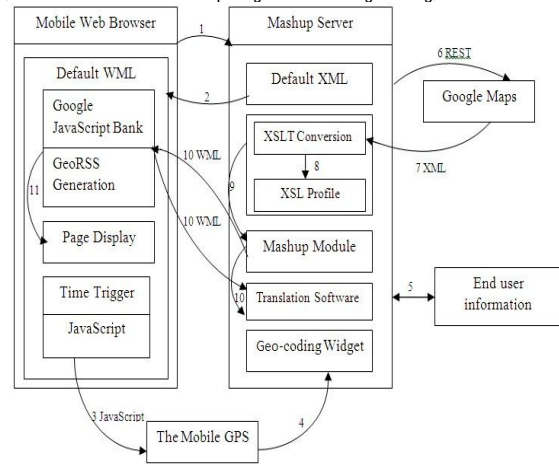 Mobile Web Browser
Mashup Server
1
6 REST
Default WML
Default XML
2
Google Maps
Google
JavaScript Bank
XSLT Conversion
7 XML
10 WML
8
GeoRSS
Generation
9
XSL Profile
11
10 WML
Page Display
Mashup Module
Time Trigger
10
Translation Software
5
End user
information
JavaScript
Geo-coding Widget
3 JavaScript
4
The Mobile GPS